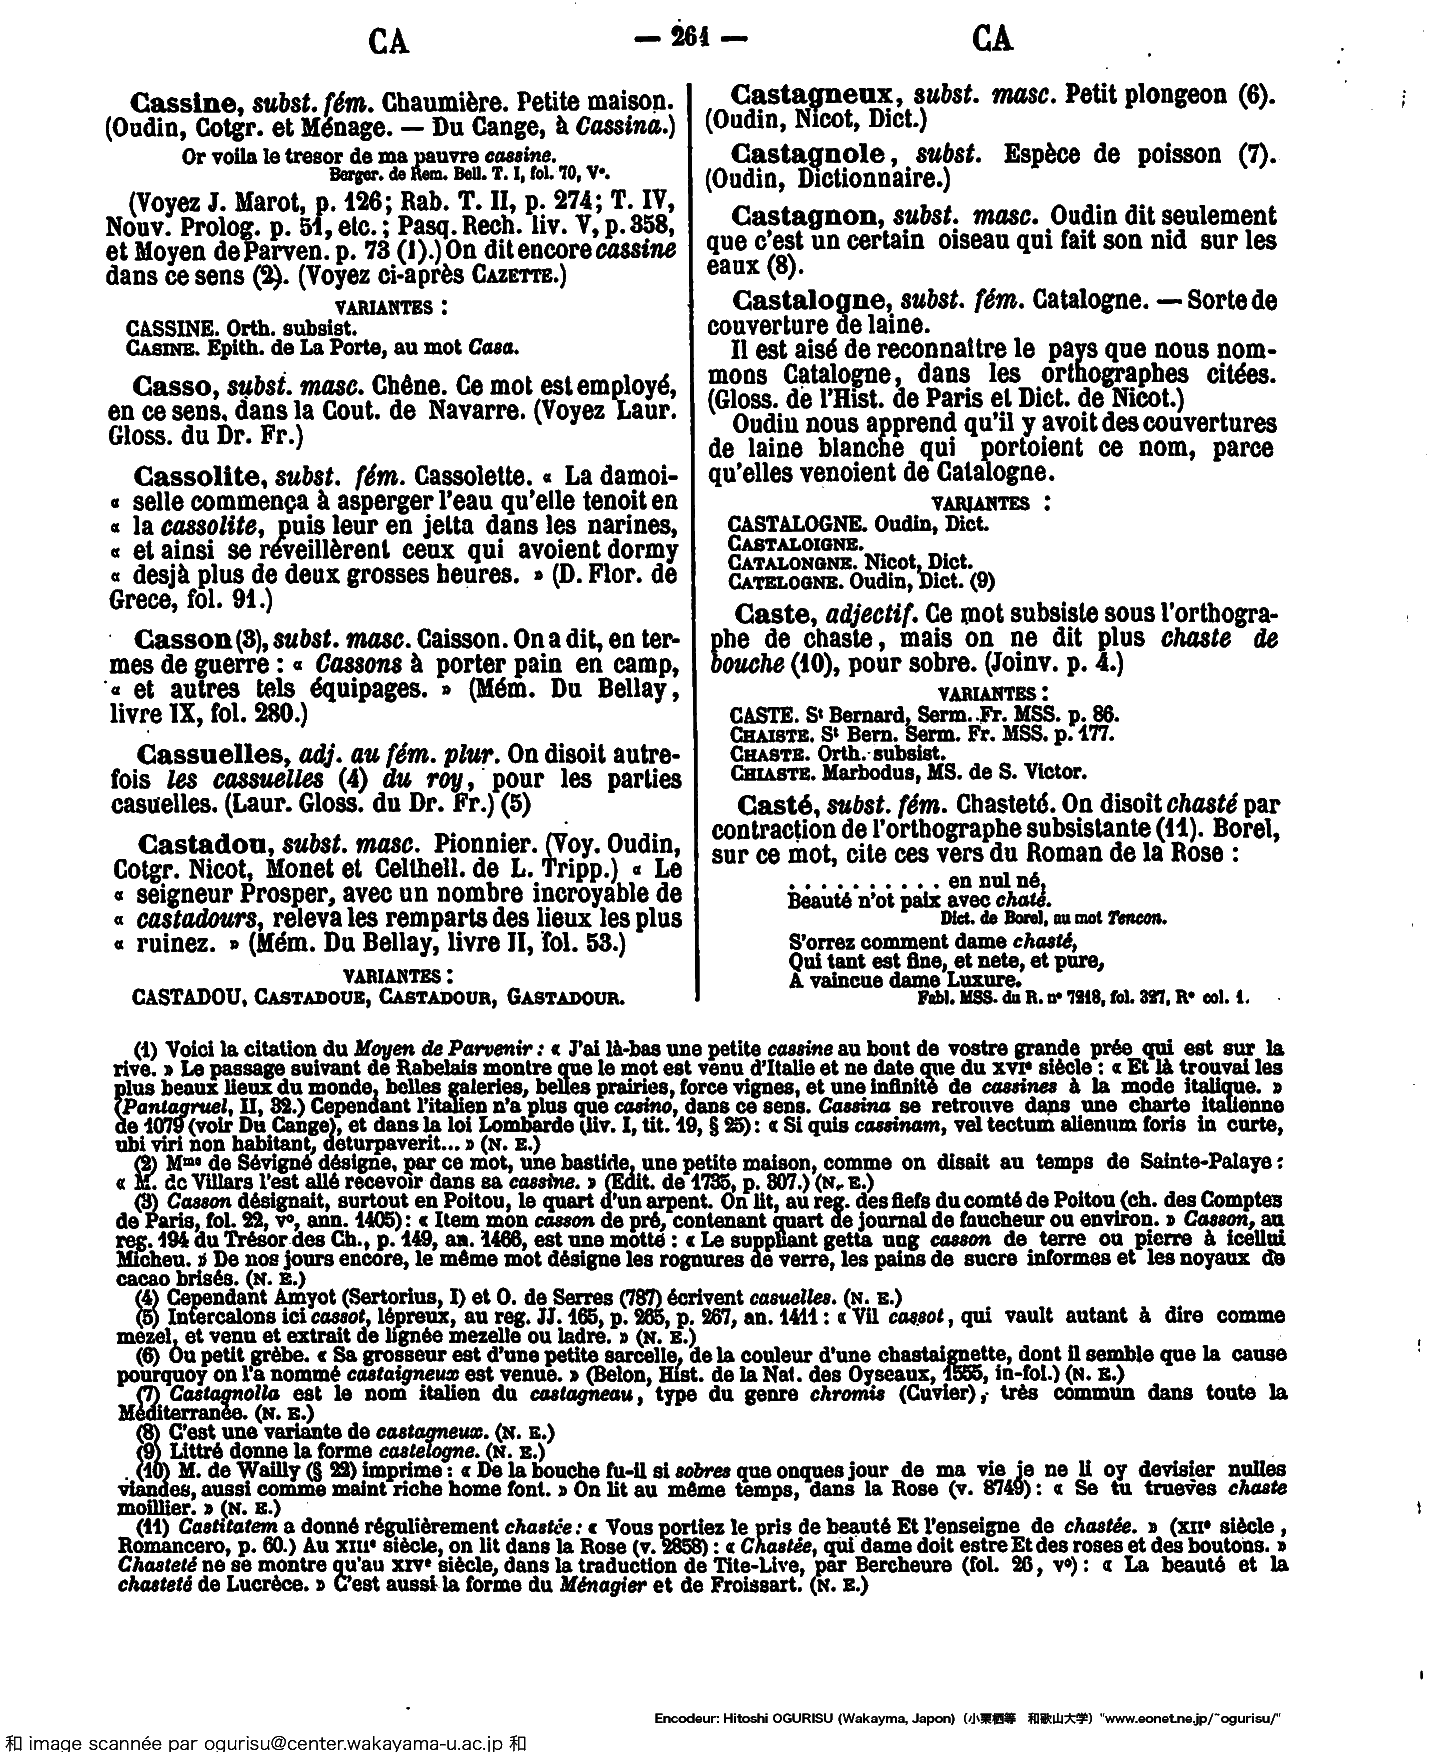 CA — 261 — CA
Cassine, subst. fém. Chaumière. Petite maison.
(Oudin, Cotgr. et Ménage. — Du Cange, à Cassina.)
Or voila le tresor de ma pauvre cassine.
Berger. de Rem. Bell. T. I, fol. 70, V°.
(Voyez J. Marot, p. 126; Rab. T. II, p. 274; T. IV,
Nouv. Prolog. p. 51, etc.; Pasq. Rech. liv. V, p. 358,
et Moyen de Parven. p. 73 (1).) On dit encore cassine
dans ce sens (2). (Voyez ci-après CAZETTE.)
VARIANTES :
CASSINE. Orth. subsist.
CASINE. Epith. de La Porte, au mot Casa.
Casso, subst. masc. Chêne. Ce mot est employé,
en ce sens, dans la Cout. de Navarre. (Voyez Laur.
Gloss. du Dr. Fr.)
Cassolite, subst. fém. Cassolette. « La damoi-
« selle commença à asperger l'eau qu'elle tenoit en
« la cassolite, puis leur en jetta dans les narines,
« et ainsi se réveillèrent ceux qui avoient dormy
« desjà plus de deux grosses heures. » (D. Flor. de
Grece, fol. 91.)
Casson (3), subst. masc. Caisson. On a dit, en ter-
mes de guerre : « Cassons à porter pain en camp,
« et autres tels équipages. » (Mém. Du Bellay,
livre IX, fol. 280.)
Cassuelles, adj. au fém. plur. On disoit autre-
fois les cassuelles (4) du roy, pour les parties
casuelles. (Laur. Gloss. du Dr. Fr.) (5)
Castadou, subst. masc. Pionnier. (Voy. Oudin,
Cotgr. Nicot, Monet et Celthell. de L. Tripp.) « Le
« seigneur Prosper, avec un nombre incroyable de
« castadours, releva les remparts des lieux les plus
« ruinez. » (Mém. Du Bellay, livre II, fol. 53.)
VARIANTES :
CASTADOU, CASTADOUE, CASTADOUR, GASTADOUR.
Castagneux, subst. masc. Petit plongeon (6).
(Oudin, Nicot, Dict.)
Castagnole, subst. Espèce de poisson (7).
(Oudin, Dictionnaire.)
Castagnon, subst. masc. Oudin dit seulement
que c'est un certain oiseau qui fait son nid sur les
eaux (8).
Castalogne, subst. fém. Catalogne. — Sorte de
couverture de laine.
Il est aisé de reconnaître le pays que nous nom-
mons Catalogne, dans les orthographes citées.
(Gloss. de l'Hist. de Paris et Dict. de Nicot.)
Oudin nous apprend qu'il y avoit des couvertures
de laine blanche qui portoient ce nom, parce
qu'elles venoient de Catalogne.
VARIANTES :
CASTALOGNE. Oudin, Dict.
CASTALOIGNE.
CATALONGNE. Nicot, Dict.
CATELOGNE. Oudin, Dict. (9)
Caste, adjectif. Ce mot subsiste sous l'orthogra-
phe de chaste, mais on ne dit plus chaste de
bouche (10), pour sobre. (Joinv. p. 4.)
VARIANTES :
CASTE. St Bernard, Serm. Fr. MSS. p. 86.
CHAISTE. St Bern. Serm. Fr. MSS. p. 177.
CHASTE. Orth. subsist.
CHIASTE. Marbodus, MS. de S. Victor.
Casté, subst. fém. Chasteté. On disoit chasté par
contraction de l'orthographe subsistante (11). Borel,
sur ce mot, cite ces vers du Roman de la Rose :
. . . . . . . . . . en nul né,
Beauté n'ot paix avec chaté.
Dict. de Borel, au mot Tencon.
S'orrez comment dame chasté,
Qui tant est fine, et nete, et pure,
A vaincue dame Luxure.
Fabl. MSS. du R. n° 7218, fol. 327, R° col. 1.
(1) Voici la citation du Moyen de Parvenir : « J'ai là-bas une petite cassine au bout de vostre grande prée qui est sur la
rive. » Le passage suivant de Rabelais montre que le mot est venu d'Italie et ne date que du XVIe siècle : « Et là trouvai les
plus beaux lieux du monde, belles galeries, belles prairies, force vignes, et une infinité de cassines à la mode italique. »
(Pantagruel, II, 32.) Cependant l'italien n'a plus que casino, dans ce sens. Cassina se retrouve dans une charte italienne
de 1079 (voir Du Cange), et dans la loi Lombarde (liv. I, tit. 19, § 25) : « Si quis cassinam, vel tectum alienum foris in curte,
ubi viri non habitant, deturpaverit... » (N. E.)
(2) Mme de Sévigné désigne, par ce mot, une bastide, une petite maison, comme on disait au temps de Sainte-Palaye :
« M. de Villars l'est allé recevoir dans sa cassine. » (Edit. de 1735, p. 307.) (N. E.)
(3) Casson désignait, surtout en Poitou, le quart d'un arpent. On lit, au reg. des fiefs du comté de Poitou (ch. des Comptes
de Paris, fol. 22, v°, ann. 1405) : « Item mon casson de pré, contenant quart de journal de faucheur ou environ. » Casson, au
reg. 194 du Trésor des Ch., p. 149, an. 1466, est une motte : « Le suppliant getta ung casson de terre ou pierre à icellui
Micheu. » De nos jours encore, le même mot désigne les rognures de verre, les pains de sucre informes et les noyaux de
cacao brisés. (N. E.)
(4) Cependant Amyot (Sertorius, I) et O. de Serres (787) écrivent casuelles. (N. E.)
(5) Intercalons ici cassot, lépreux, au reg. JJ. 165, p. 265, p. 267, an. 1411 : « Vil cassot, qui vault autant à dire comme
mezel, et venu et extrait de lignée mezelle ou ladre. » (N. E.)
(6) Ou petit grèbe. « Sa grosseur est d'une petite sarcelle, de la couleur d'une chastaignette, dont il semble que la cause
pourquoy on l'a nommé castaigneux est venue. » (Belon, Hist. de la Nat. des Oyseaux, 1555, in-fol.) (N. E.)
(7) Castagnolla est le nom italien du castagneau, type du genre chromis (Cuvier), très commun dans toute la
Méditerranée. (N. E.)
(8) C'est une variante de castagneux. (N. E.)
(9) Littré donne la forme castelogne. (N. E.)
(10) M. de Wailly (§ 22) imprime : « De la bouche fu-il si sobres que onques jour de ma vie je ne li oy devisier nulles
viandes, aussi comme maint riche home font. » On lit au même temps, dans la Rose (v. 8749) : « Se tu trueves chaste
moillier. » (N. E.)
(11) Castitatem a donné régulièrement chastée : « Vous portiez le pris de beauté Et l'enseigne de chastée. » (XIIe siècle,
Romancero, p. 60.) Au XIIIe siècle, on lit dans la Rose (v. 2858) : « Chastée, qui dame doit estre Et des roses et des boutons. »
Chasteté ne se montre qu'au XIVe siècle, dans la traduction de Tite-Live, par Bercheure (fol. 26, v°) : « La beauté et la
chasteté de Lucrèce. » C'est aussi la forme du Ménagier et de Froissart. (N. E.)
Encodeur: Hitoshi OGURISU (Wakayma, Japon) (小栗栖等 和歌山大学) "www.eonet.ne.jp/~ogurisu/"
和 image scannée par ogurisu@center.wakayama-u.ac.jp 和